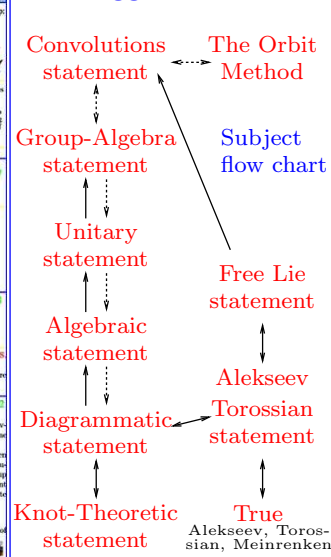 Convolutions
statement
The Orbit
Method
Group-Algebra
statement
Subject
flow chart
Unitary
statement
Free Lie
statement
Algebraic
statement
Alekseev
Torossian
statement
Diagrammatic
statement
Knot-Theoretic
statement
True
Alekseev, Toros-
sian, Meinrenken